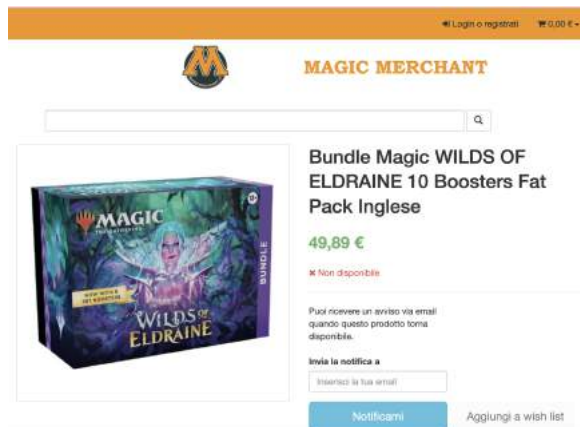 Login o registrati 0,00 €
M
MAGIC MERCHANT
Bundle Magic WILDS OF
ELDRAINE 10 Boosters Fat
Pack Inglese
49,89 €
Non disponibile
Puoi ricevere un avviso via email
quando questo prodotto torna
disponibile.
Invia la notifica a
Inserisci la tua email
Notificami Aggiungi a wish list
MAGIC
THE GATHERING
BUNDLE
WILDS OF
ELDRAINE